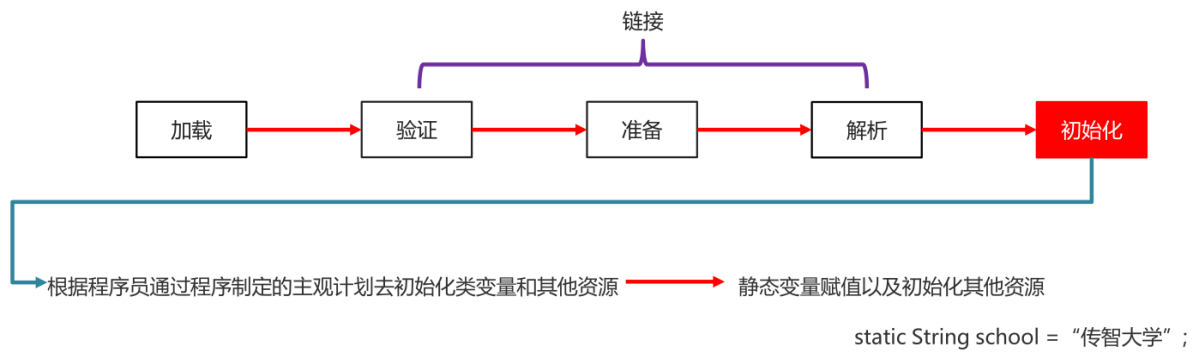 链接
加载 验证 准备 解析 初始化
根据程序员通过程序制定的主观计划去初始化类变量和其他资源 静态变量赋值以及初始化其他资源
static String school = “传智大学”;